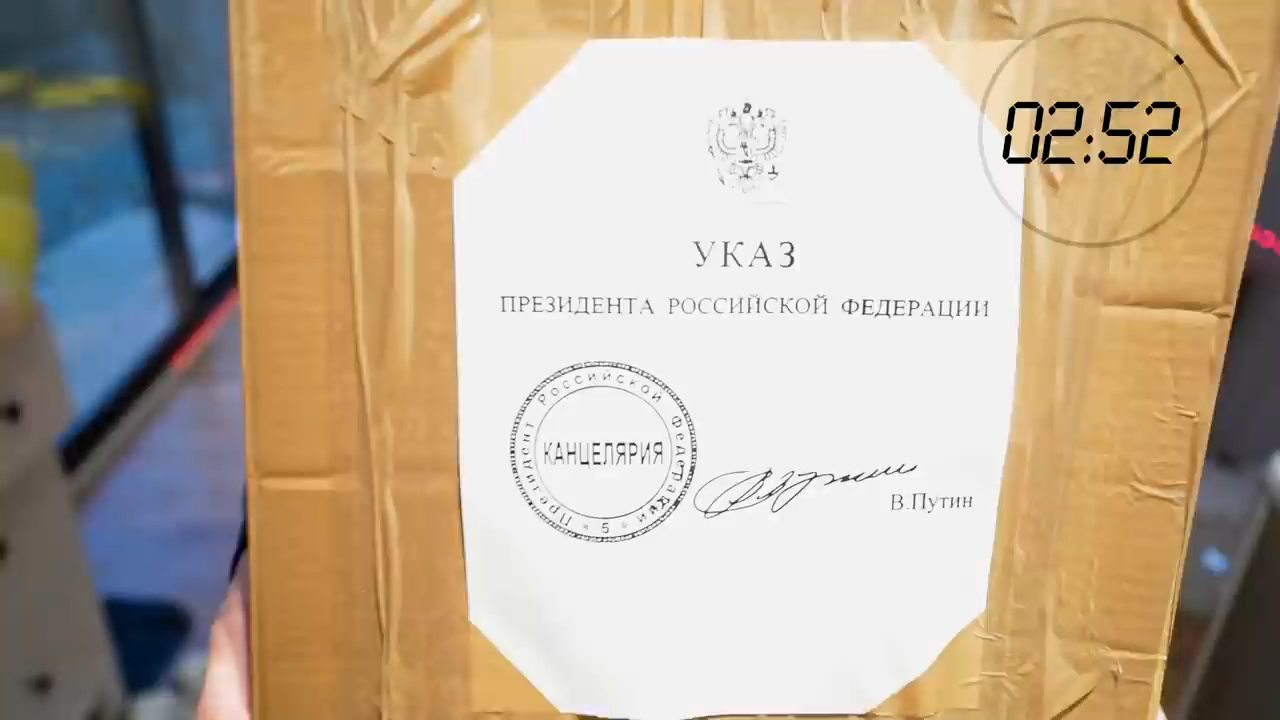 02:52
УКАЗ
ПРЕЗИДЕНТА РОССИЙСКОЙ ФЕДЕРАЦИИ
Президент Российской Федерации
* 5 *
КАНЦЕЛЯРИЯ
В.Путин